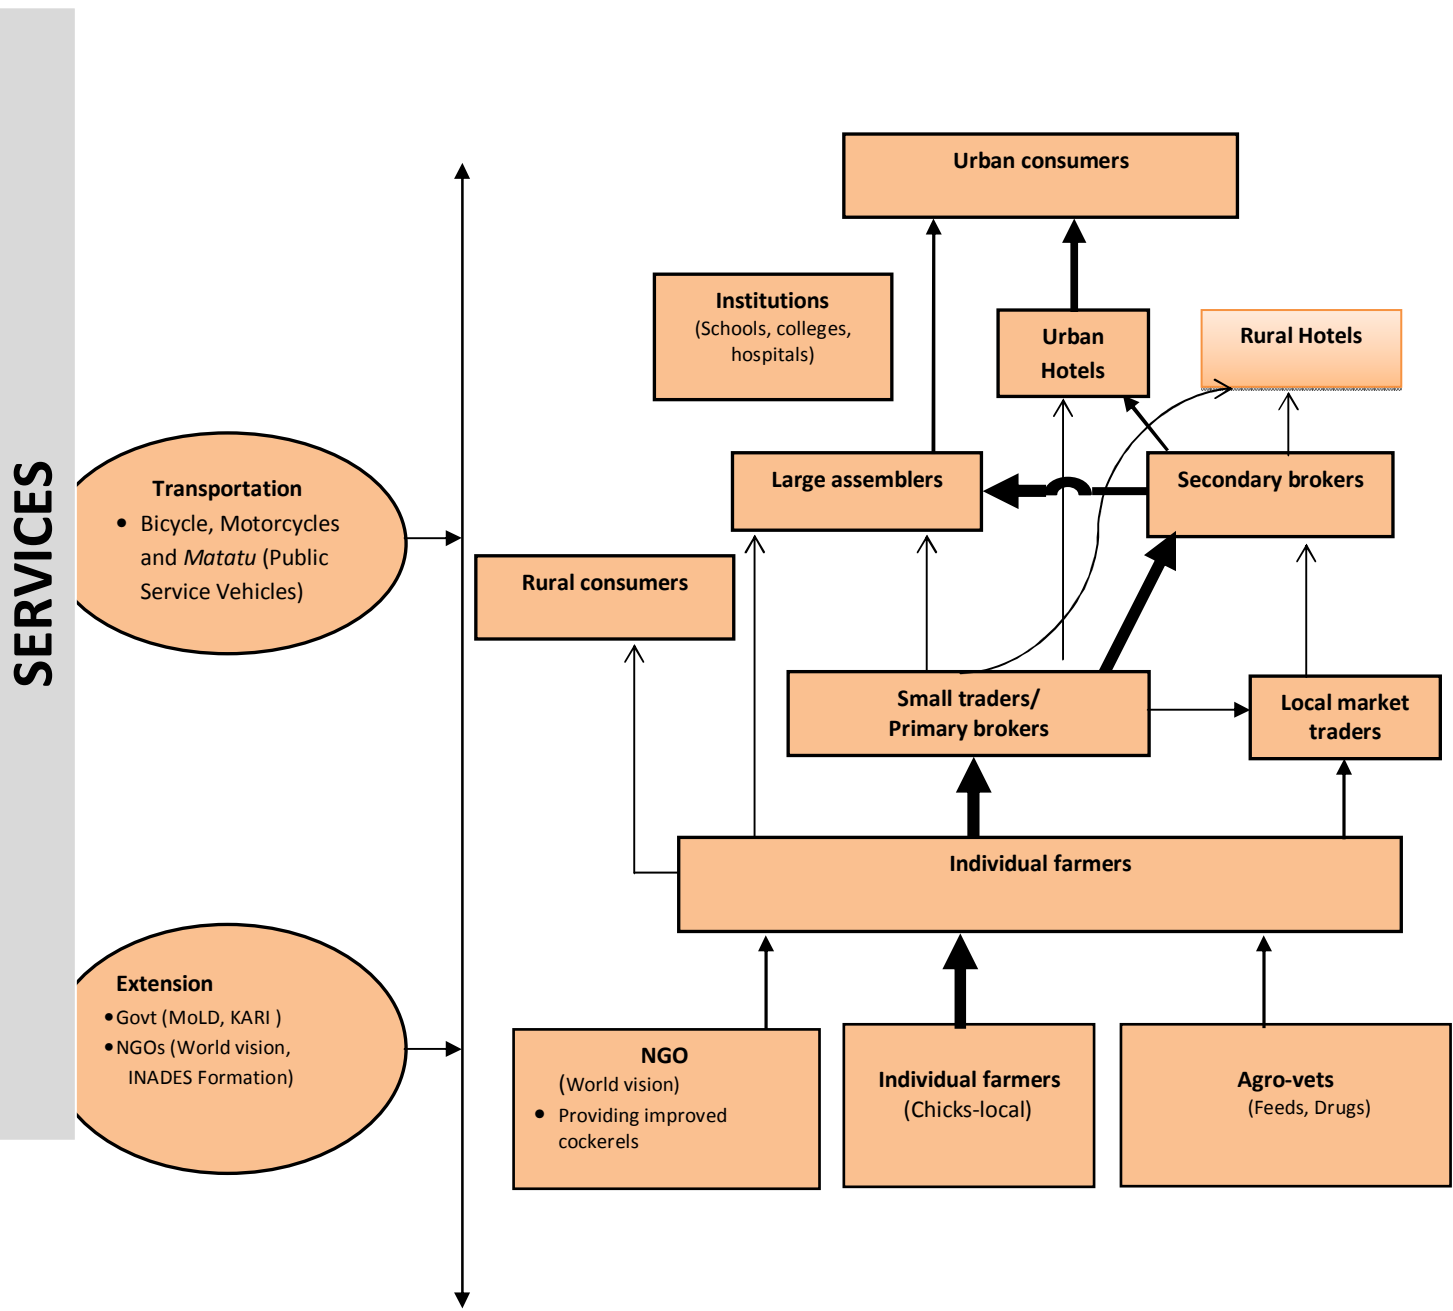 SERVICES
Urban consumers
Institutions
(Schools, colleges,
hospitals)
Urban
Hotels
Rural Hotels
Transportation
• Bicycle, Motorcycles
and Matatu (Public
Service Vehicles)
Large assemblers
Secondary brokers
Rural consumers
Small traders/
Primary brokers
Local market
traders
Individual farmers
Extension
•Govt (MoLD, KARI )
•NGOs (World vision,
INADES Formation)
NGO
(World vision)
• Providing improved
cockerels
Individual farmers
(Chicks-local)
Agro-vets
(Feeds, Drugs)